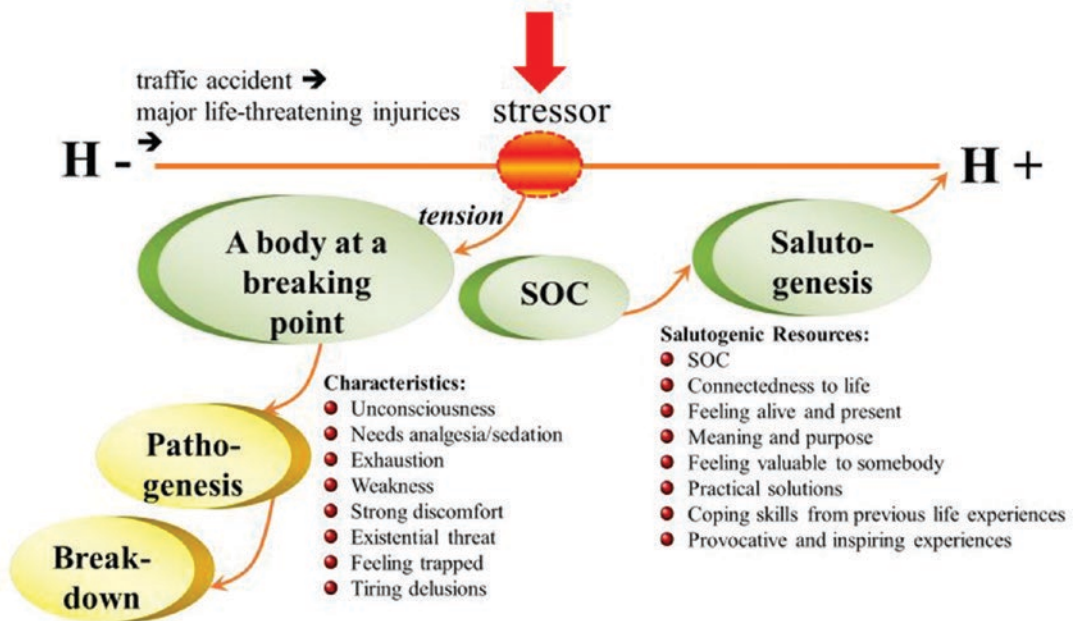 traffic accident ➔
major life-threatening injurices
➔
stressor
H -
H +
tension
A body at a
breaking
point
SOC
Saluto-
genesis
Patho-
genesis
Break-
down
Characteristics:
Unconsciousness
Needs analgesia/sedation
Exhaustion
Weakness
Strong discomfort
Existential threat
Feeling trapped
Tiring delusions
Salutogenic Resources:
SOC
Connectedness to life
Feeling alive and present
Meaning and purpose
Feeling valuable to somebody
Practical solutions
Coping skills from previous life experiences
Provocative and inspiring experiences